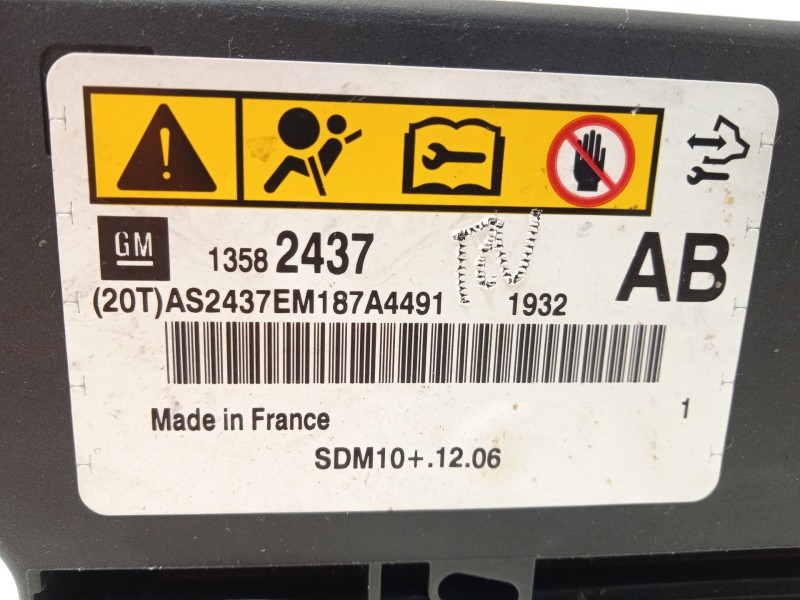 GM 1358 2437 AB
(20T)AS2437EM187A4491 1932
Made in France 1
SDM10+.12.06